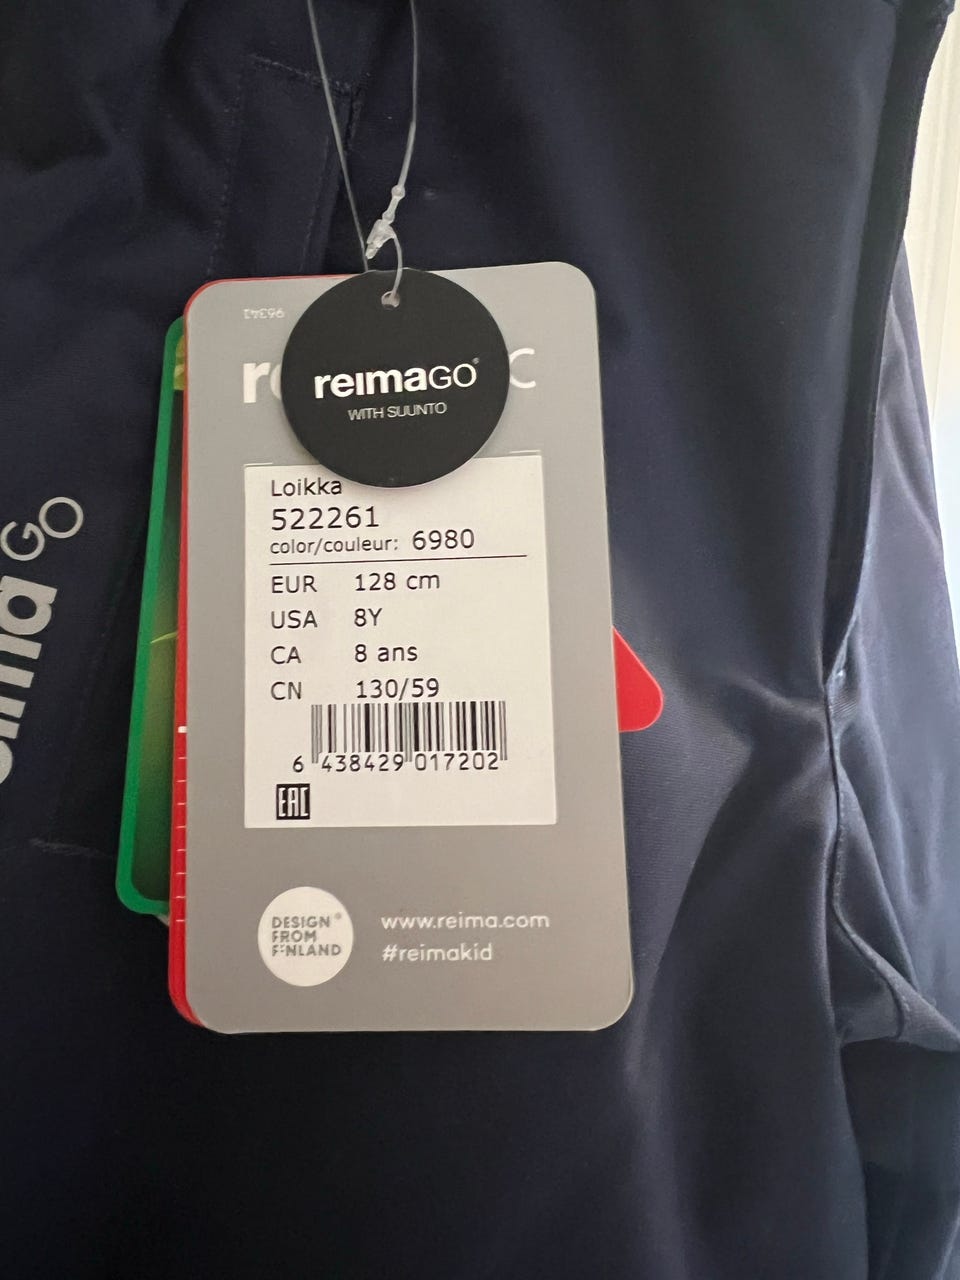 96341
reimaGO®
WITH SUUNTO
Loikka
522261
color/couleur: 6980
EUR 128 cm
USA 8Y
CA 8 ans
CN 130/59
6 438429 017202
EAC
DESIGN®
FROM
FINLAND
www.reima.com
#reimakid
GO